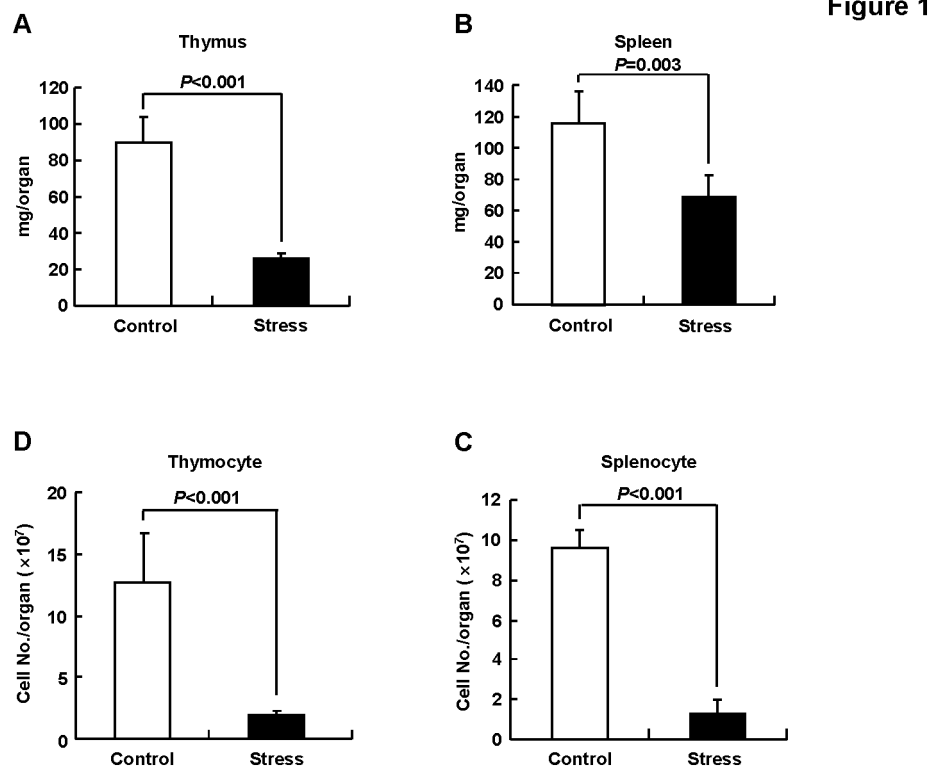 Figure 1
A
Thymus
P<0.001
120
100
80
60
40
20
0
mg/organ
Control Stress
B
Spleen
P=0.003
140
120
100
80
60
40
20
0
mg/organ
Control Stress
D
Thymocyte
P<0.001
20
15
10
5
0
Cell No./organ (×10⁷)
Control Stress
C
Splenocyte
P<0.001
12
10
8
6
4
2
0
Cell No./organ (×10⁷)
Control Stress